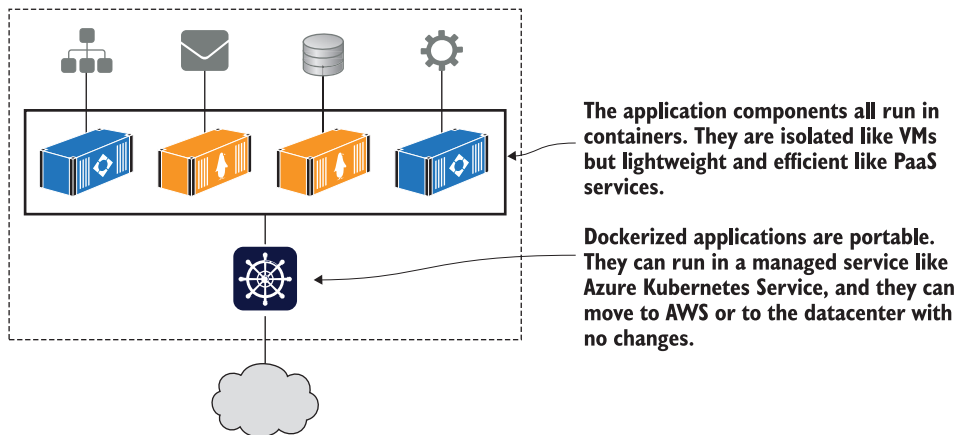 The application components all run in
containers. They are isolated like VMs
but lightweight and efficient like PaaS
services.
Dockerized applications are portable.
They can run in a managed service like
Azure Kubernetes Service, and they can
move to AWS or to the datacenter with
no changes.